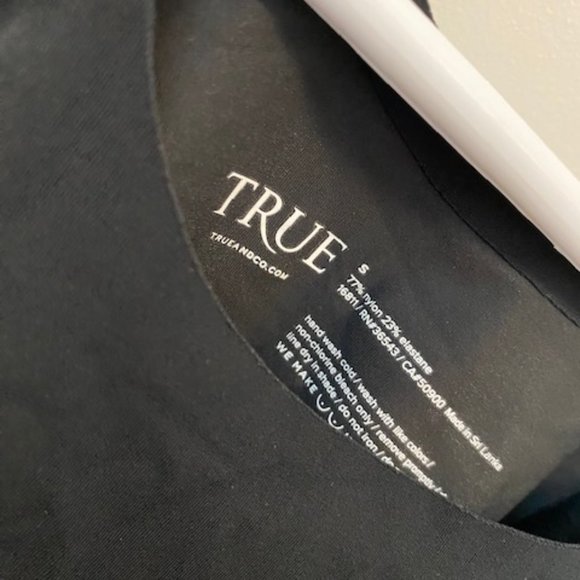 TRUE
TRUEANDCO.COM
S
77% nylon 23% elastane
16811 / RN#36543 / CA#50900 Made in Sri Lanka
hand wash cold / wash with like colors /
non-chlorine bleach only / remove promptly /
line dry in shade / do not iron /
WE MAKE